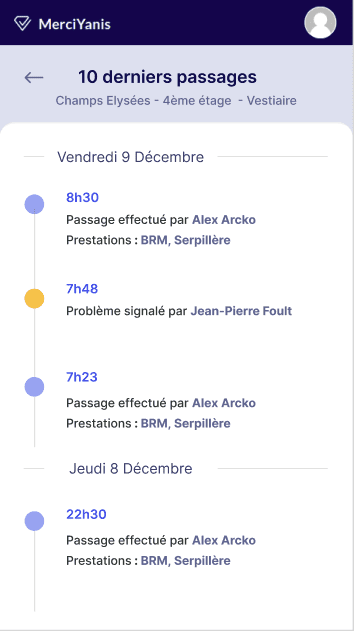 MerciYanis
10 derniers passages
Champs Elysées - 4ème étage - Vestiaire
Vendredi 9 Décembre
8h30
Passage effectué par Alex Arcko
Prestations : BRM, Serpillère
7h48
Problème signalé par Jean-Pierre Foult
7h23
Passage effectué par Alex Arcko
Prestations : BRM, Serpillère
Jeudi 8 Décembre
22h30
Passage effectué par Alex Arcko
Prestations : BRM, Serpillère